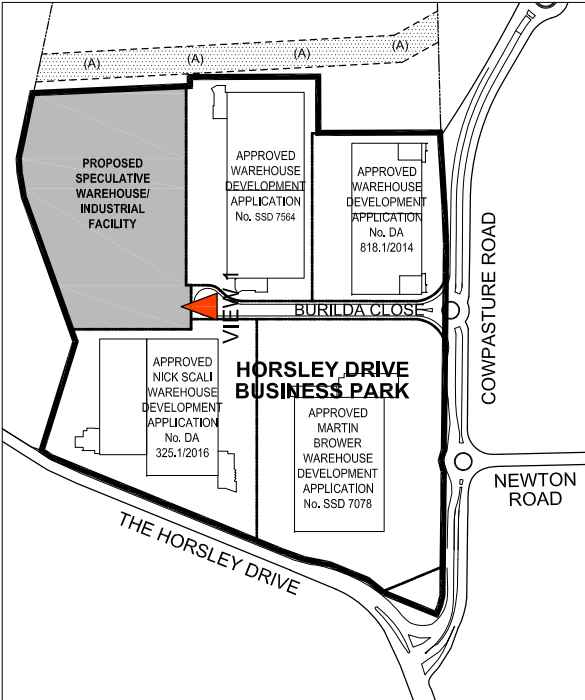 (A)
(A)
(A)
(A)
PROPOSED
SPECULATIVE
WAREHOUSE/
INDUSTRIAL
FACILITY
APPROVED
WAREHOUSE
DEVELOPMENT
APPLICATION
No. SSD 7564
APPROVED
WAREHOUSE
DEVELOPMENT
APPLICATION
No. DA
818.1/2014
VIEW 1
BURILDA CLOSE
COWPASTURE ROAD
HORSLEY DRIVE
BUSINESS PARK
APPROVED
NICK SCALI
WAREHOUSE
DEVELOPMENT
APPLICATION
No. DA
325.1/2016
APPROVED
MARTIN
BROWER
WAREHOUSE
DEVELOPMENT
APPLICATION
No. SSD 7078
NEWTON
ROAD
THE HORSLEY DRIVE